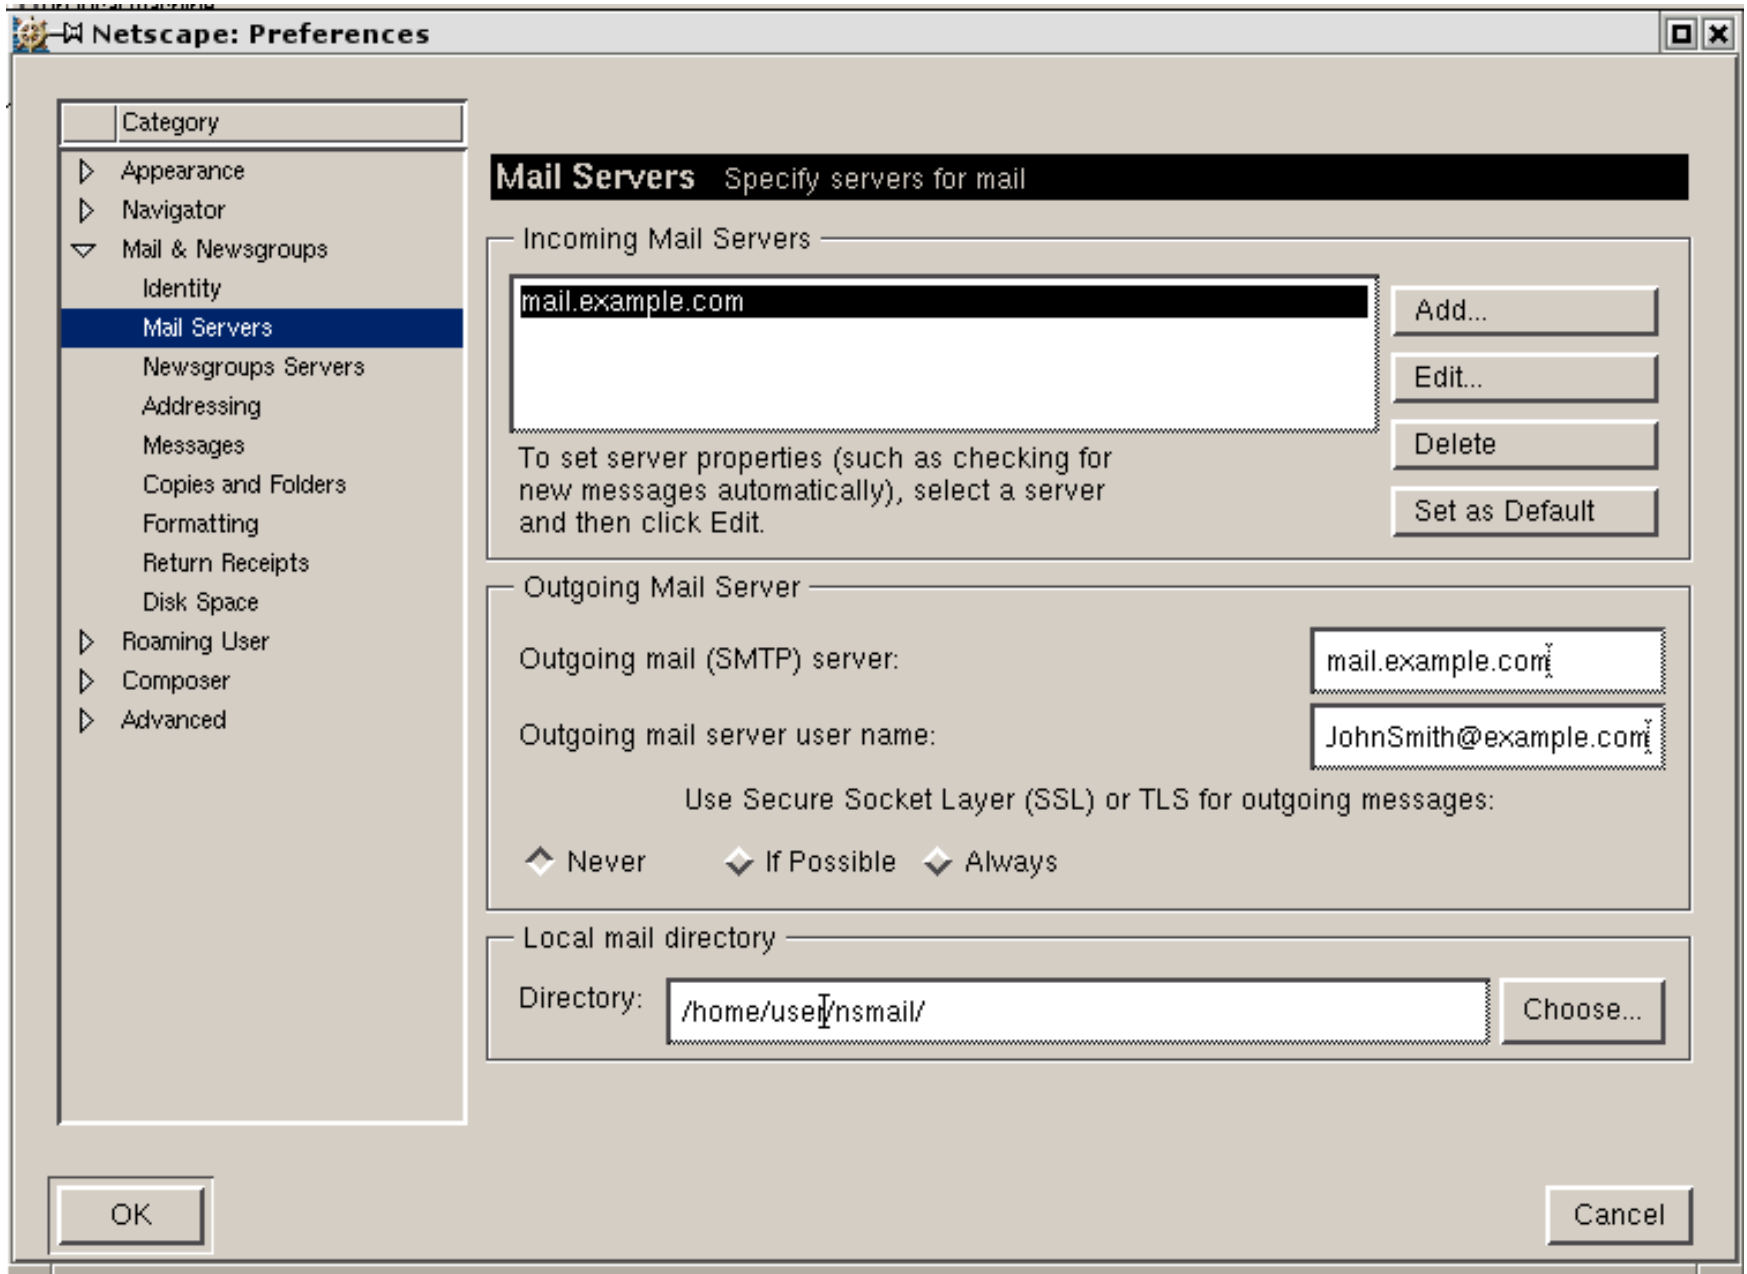 Netscape: Preferences
Category
Appearance
Navigator
Mail & Newsgroups
Identity
Mail Servers
Newsgroups Servers
Addressing
Messages
Copies and Folders
Formatting
Return Receipts
Disk Space
Roaming User
Composer
Advanced
Mail Servers Specify servers for mail
Incoming Mail Servers
mail.example.com
Add...
Edit...
Delete
Set as Default
To set server properties (such as checking for
new messages automatically), select a server
and then click Edit.
Outgoing Mail Server
Outgoing mail (SMTP) server: mail.example.com
Outgoing mail server user name: JohnSmith@example.com
Use Secure Socket Layer (SSL) or TLS for outgoing messages:
Never If Possible Always
Local mail directory
Directory: /home/user/nsmail/ Choose...
OK Cancel